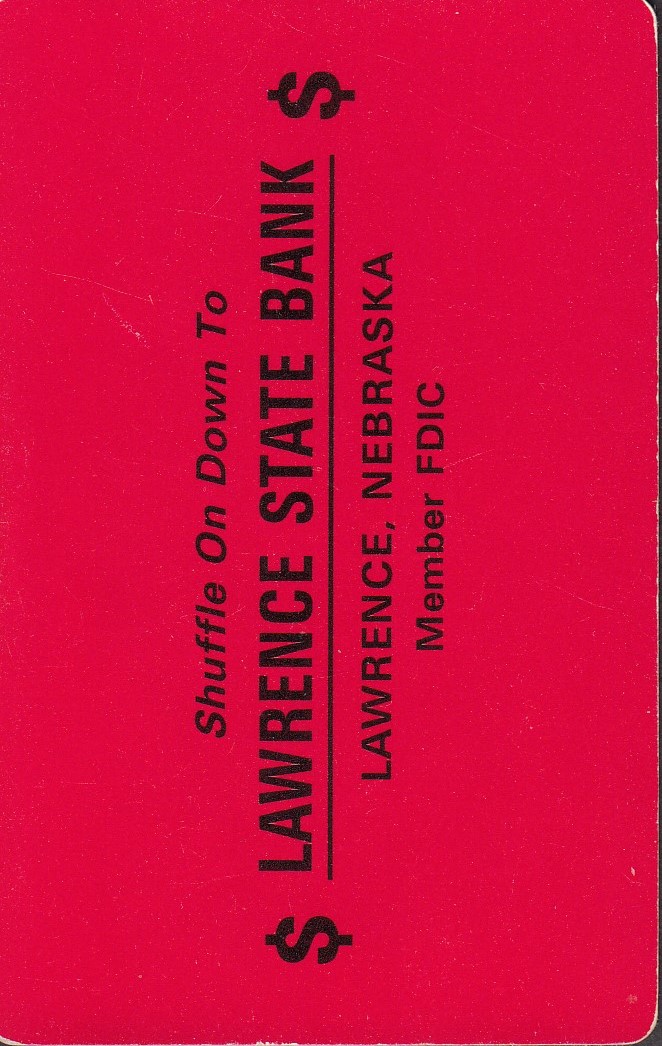 Shuffle On Down To
$ LAWRENCE STATE BANK $
LAWRENCE, NEBRASKA
Member FDIC